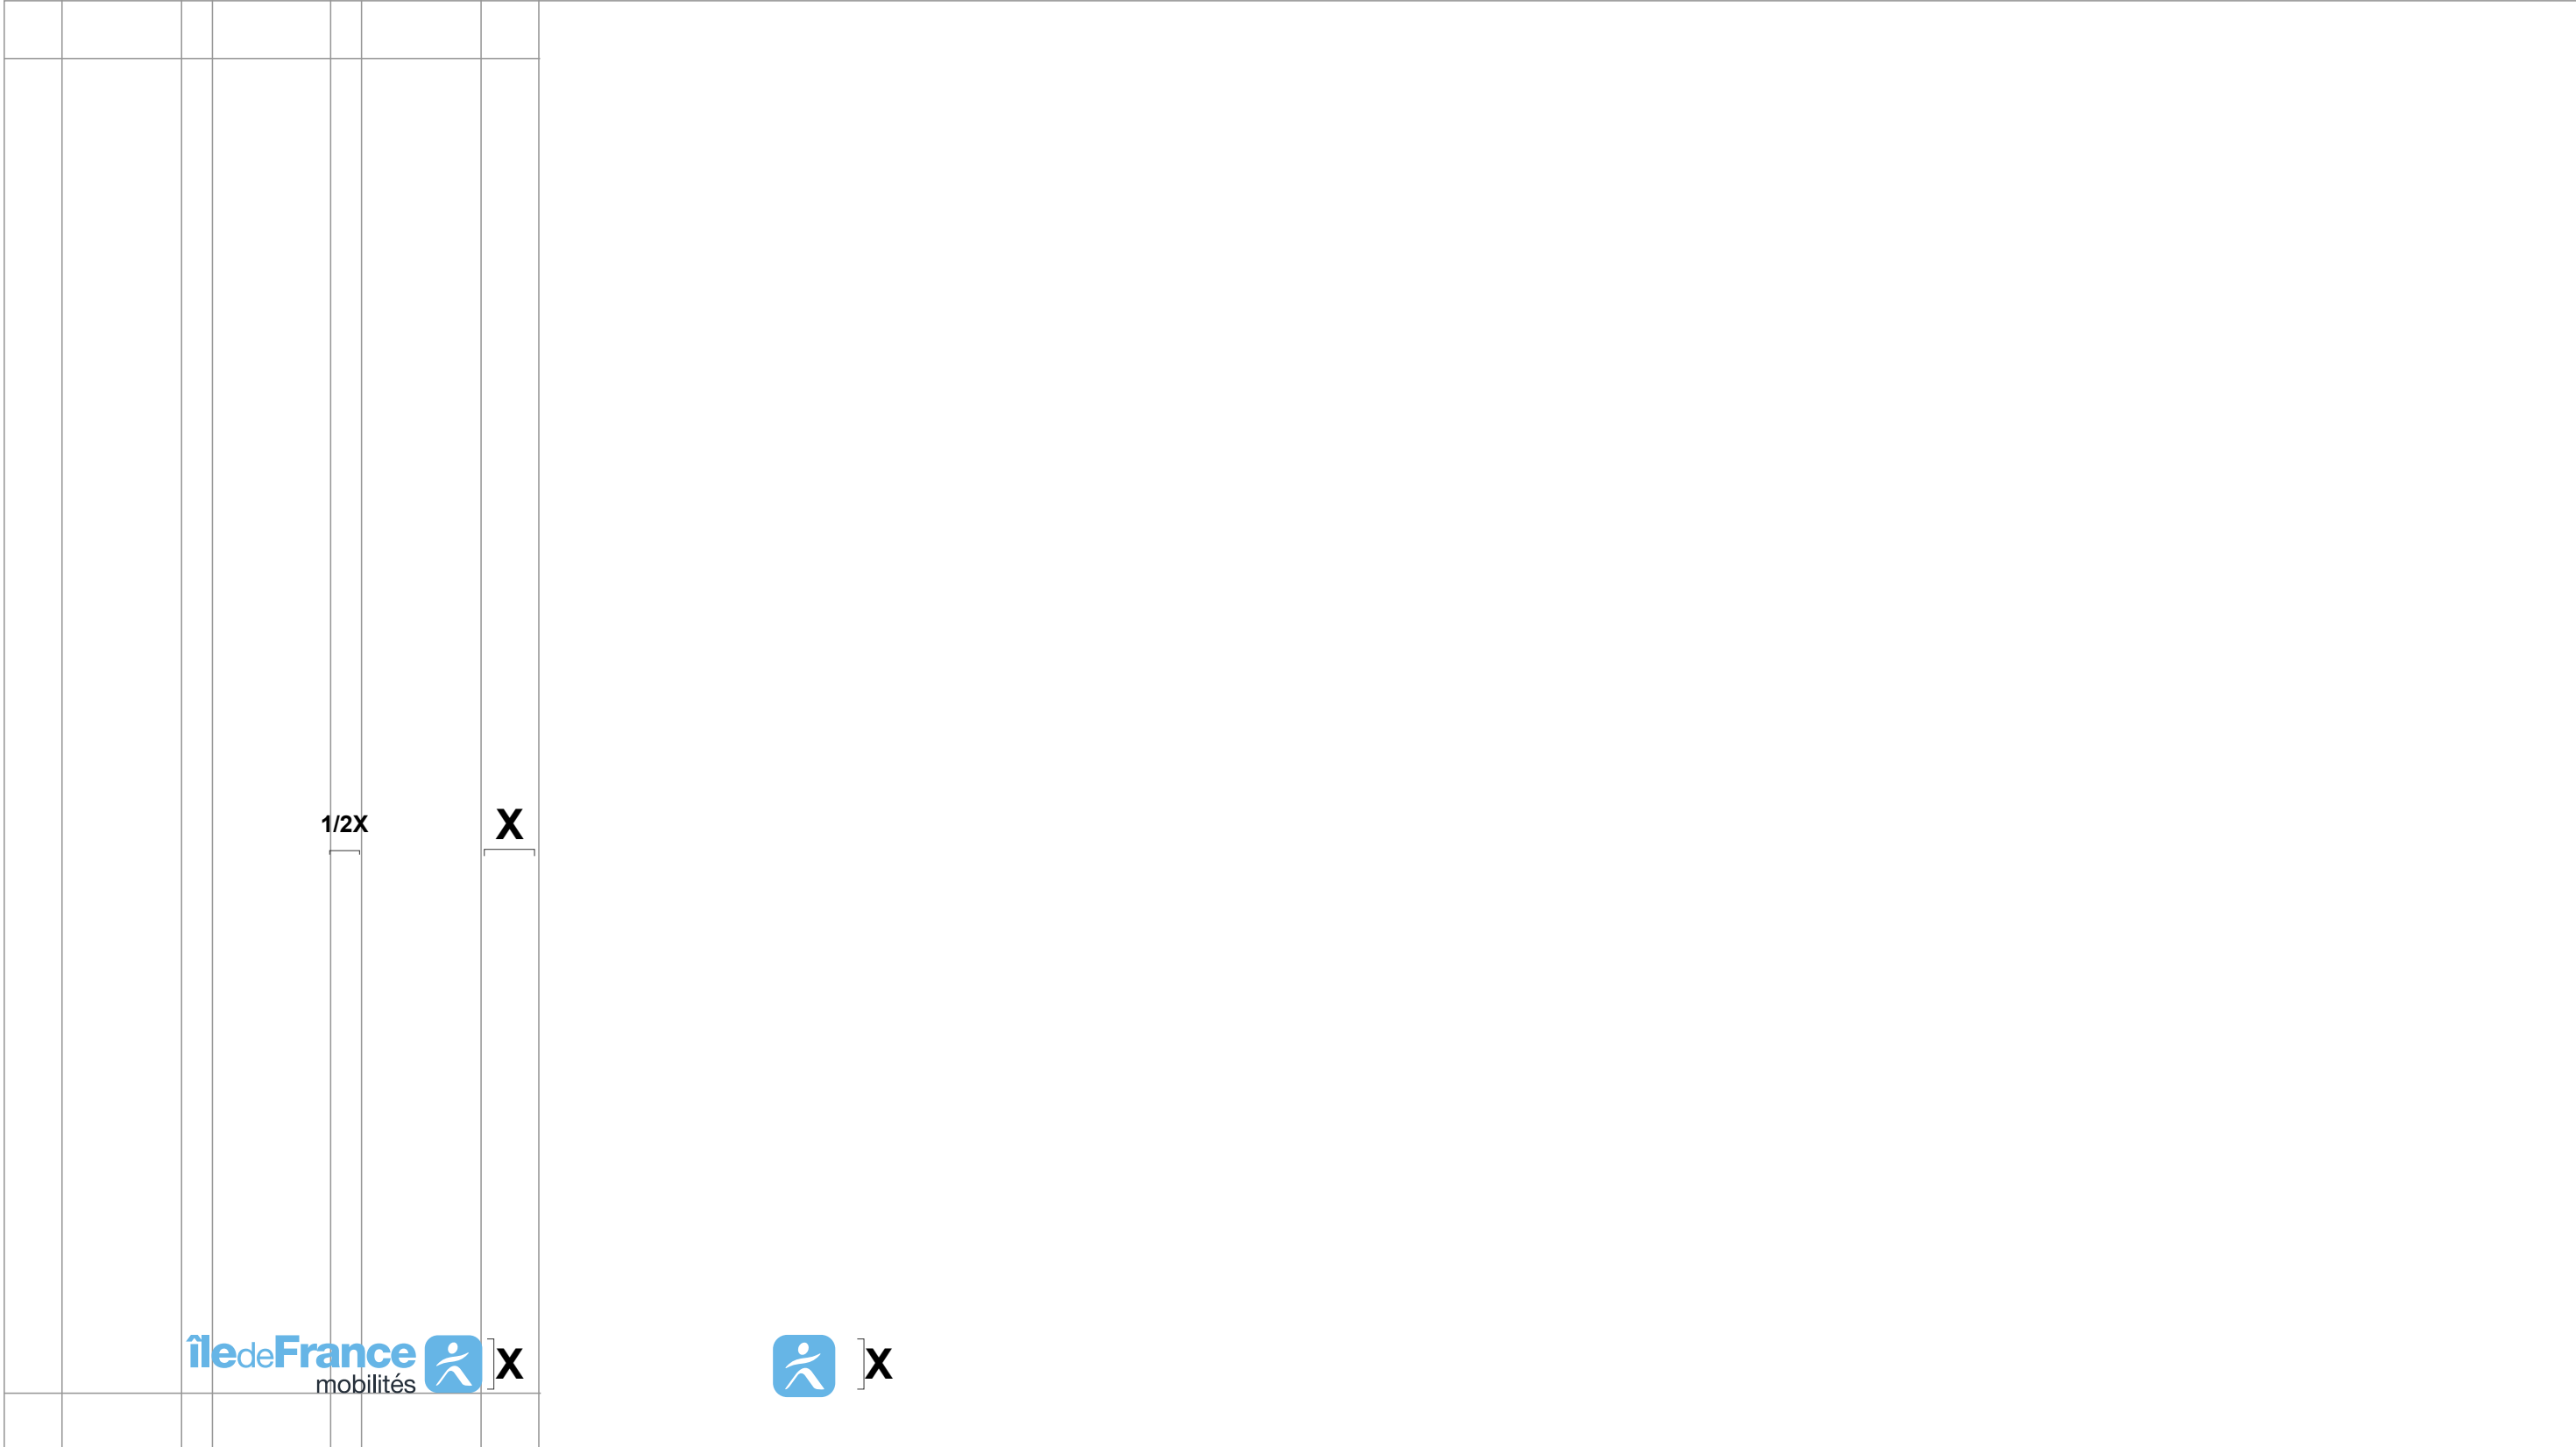 1/2X
X
îledeFrance
mobilités
X
X